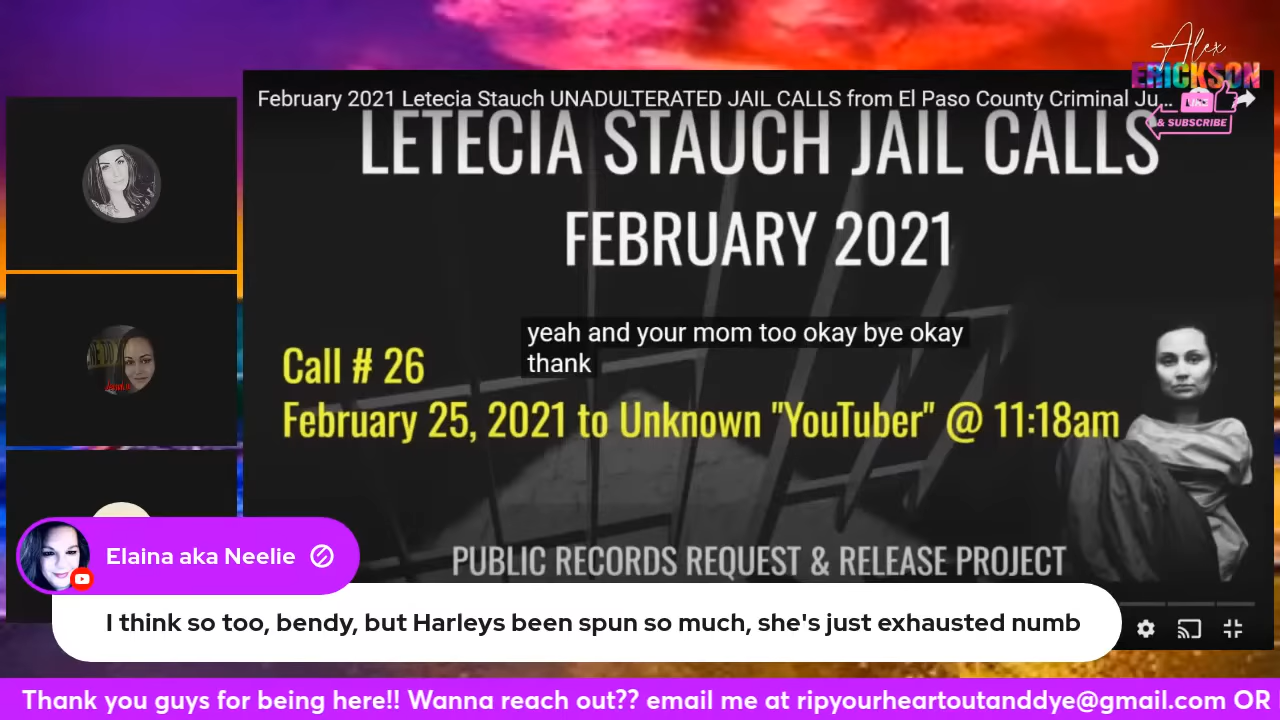 Alex
ERICKSON
LIKE
& SUBSCRIBE
February 2021 Letecia Stauch UNADULTERATED JAIL CALLS from El Paso County Criminal Ju...
LETECIA STAUCH JAIL CALLS
FEBRUARY 2021
yeah and your mom too okay bye okay
thank
Call # 26
February 25, 2021 to Unknown "YouTuber" @ 11:18am
PUBLIC RECORDS REQUEST & RELEASE PROJECT
Elaina aka Neelie
I think so too, bendy, but Harleys been spun so much, she's just exhausted numb
Thank you guys for being here!! Wanna reach out?? email me at ripyourheartoutanddye@gmail.com OR